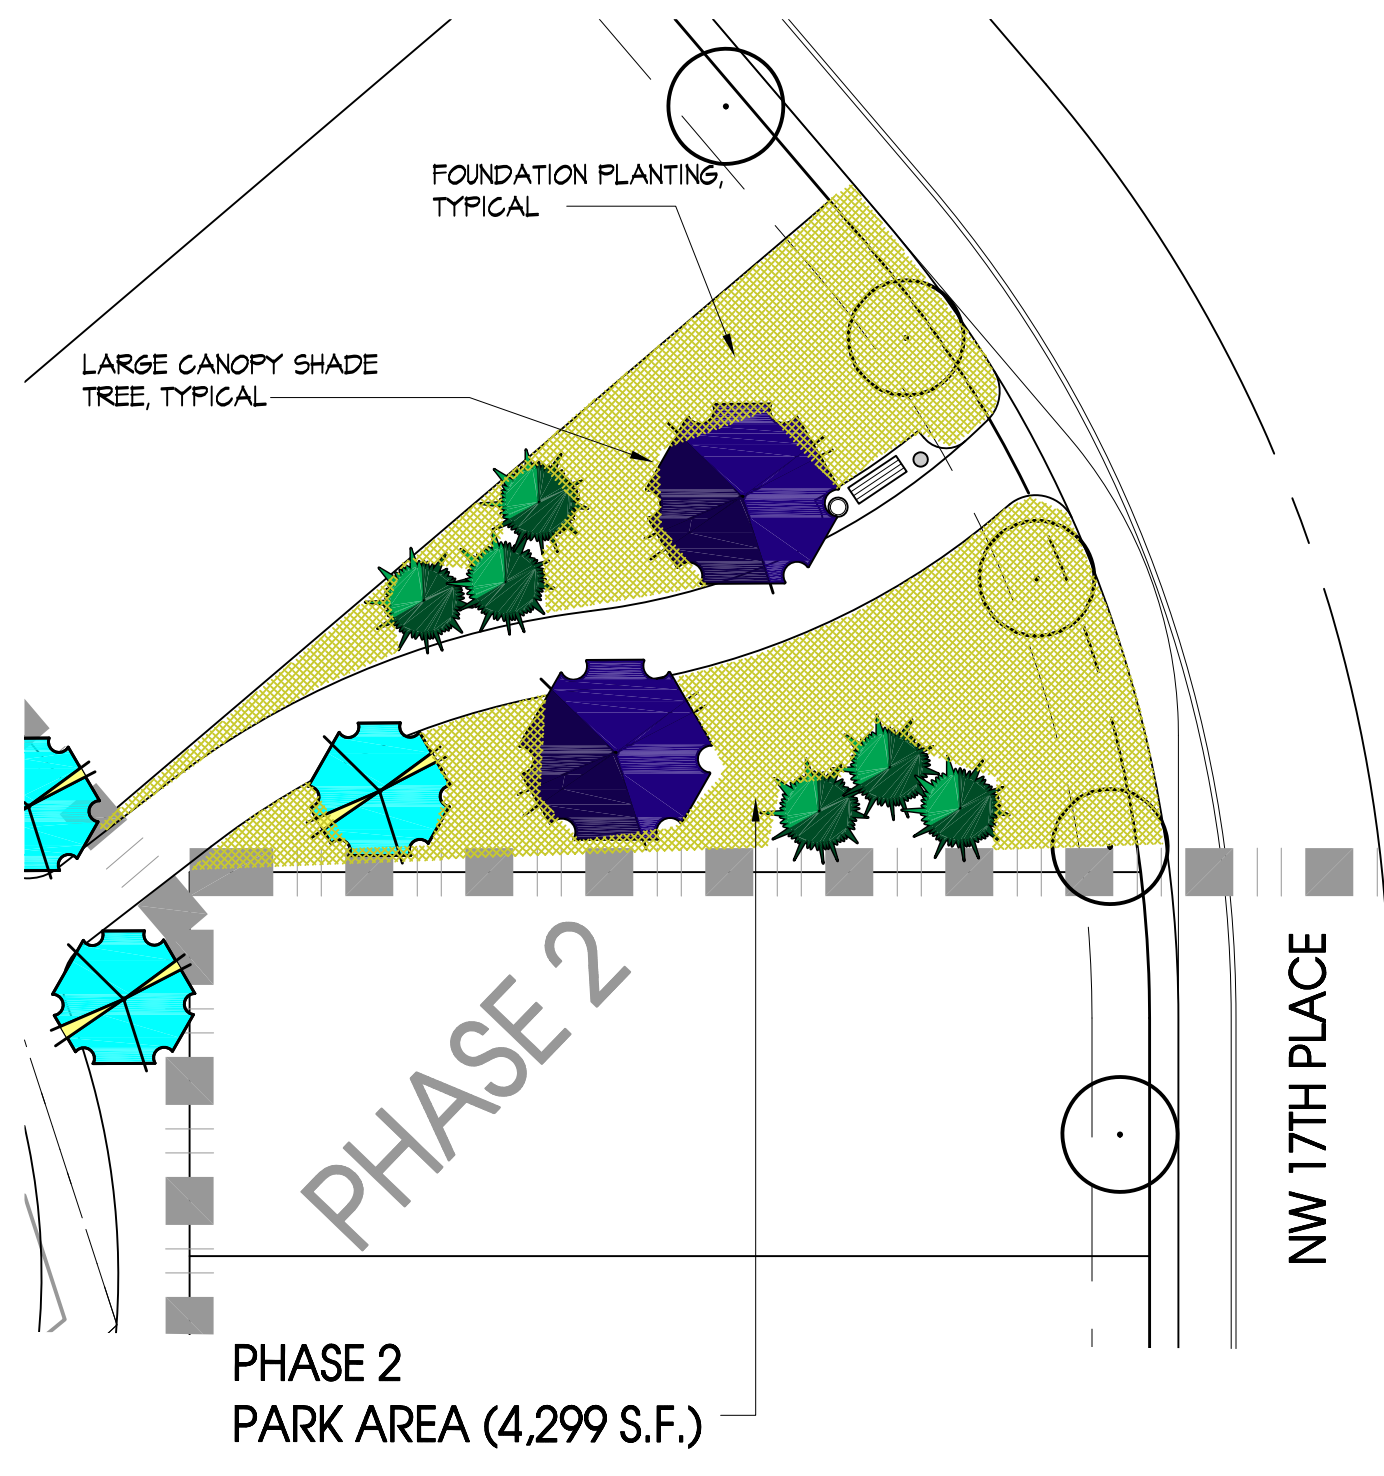 FOUNDATION PLANTING,
TYPICAL
LARGE CANOPY SHADE
TREE, TYPICAL
PHASE 2
NW 17TH PLACE
PHASE 2
PARK AREA (4,299 S.F.)